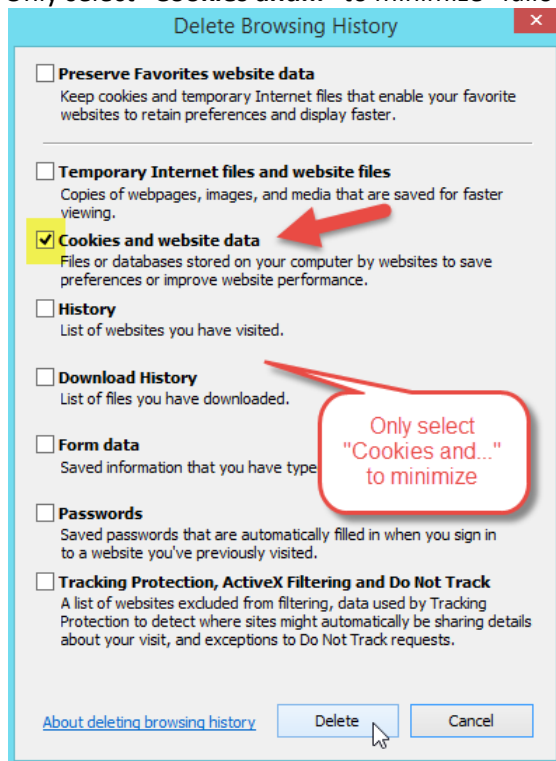 Only select "Cookies and..." to minimize
Delete Browsing History
Preserve Favorites website data
Keep cookies and temporary Internet files that enable your favorite
websites to retain preferences and display faster.
Temporary Internet files and website files
Copies of webpages, images, and media that are saved for faster
viewing.
Cookies and website data
Files or databases stored on your computer by websites to save
preferences or improve website performance.
History
List of websites you have visited.
Download History
List of files you have downloaded.
Only select
"Cookies and..."
to minimize
Form data
Saved information that you have type
Passwords
Saved passwords that are automatically filled in when you sign in
to a website you've previously visited.
Tracking Protection, ActiveX Filtering and Do Not Track
A list of websites excluded from filtering, data used by Tracking
Protection to detect where sites might automatically be sharing details
about your visit, and exceptions to Do Not Track requests.
About deleting browsing history Delete Cancel